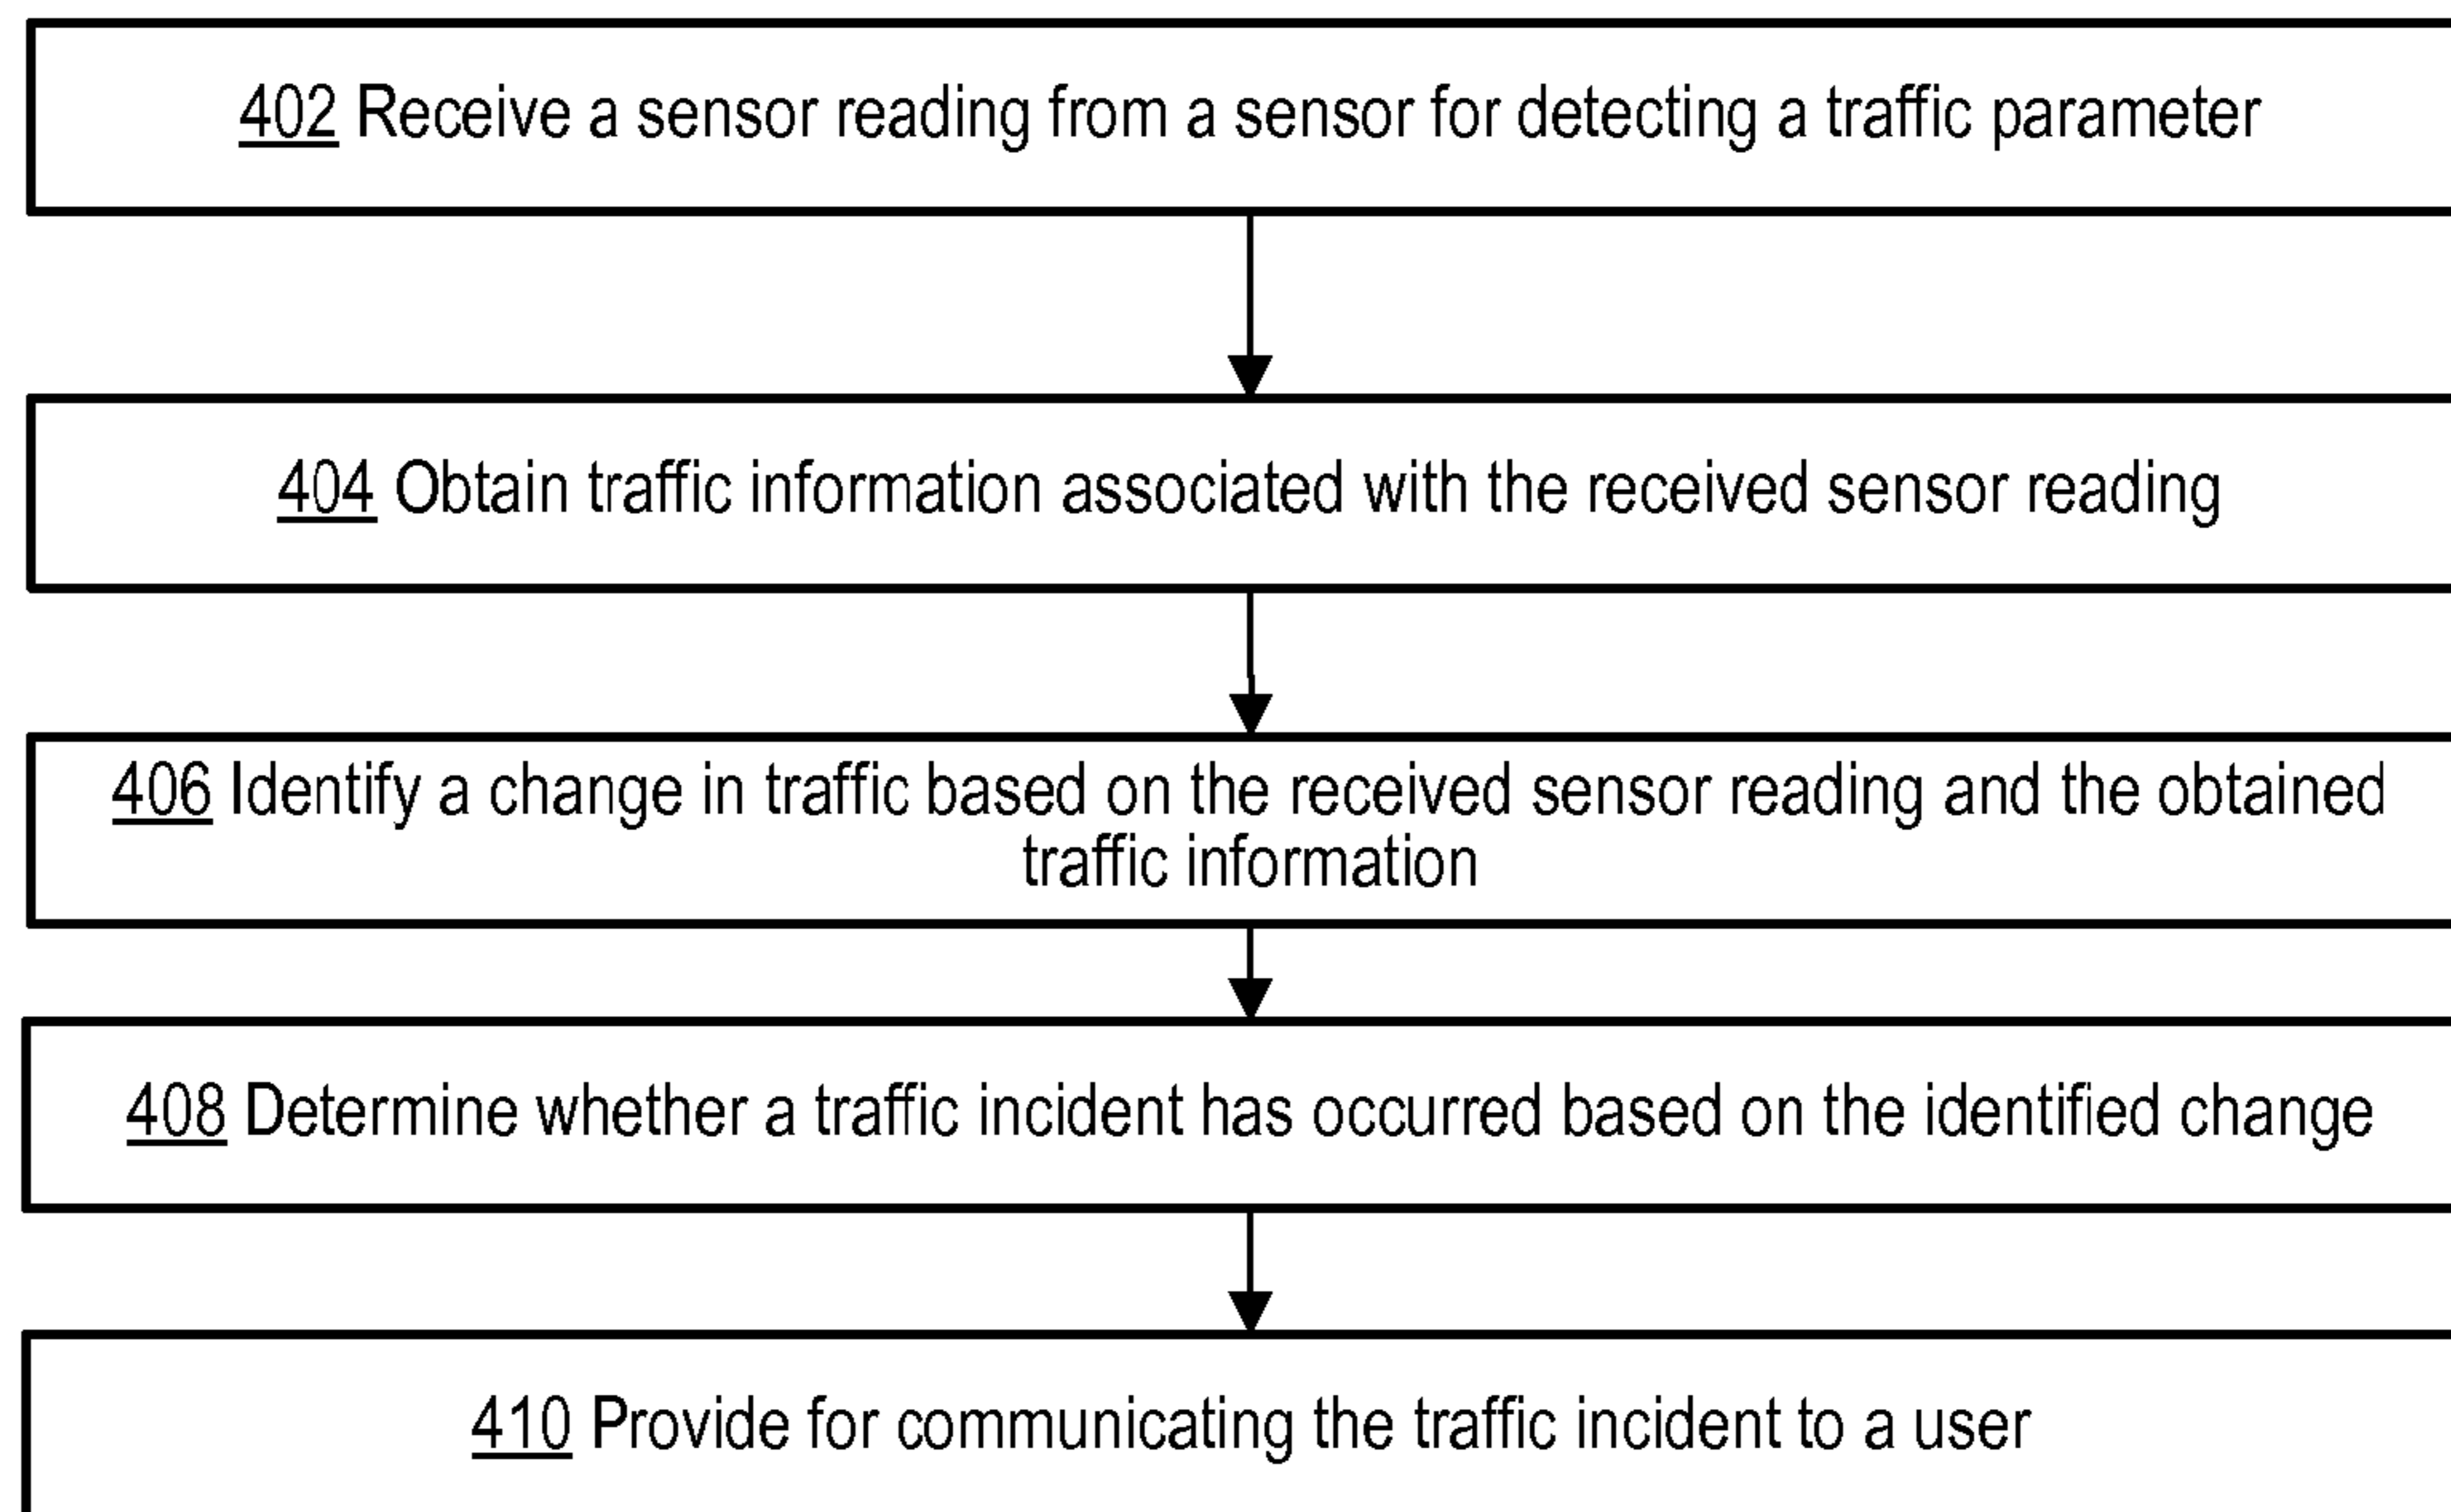 402 Receive a sensor reading from a sensor for detecting a traffic parameter
404 Obtain traffic information associated with the received sensor reading
406 Identify a change in traffic based on the received sensor reading and the obtained
traffic information
408 Determine whether a traffic incident has occurred based on the identified change
410 Provide for communicating the traffic incident to a user